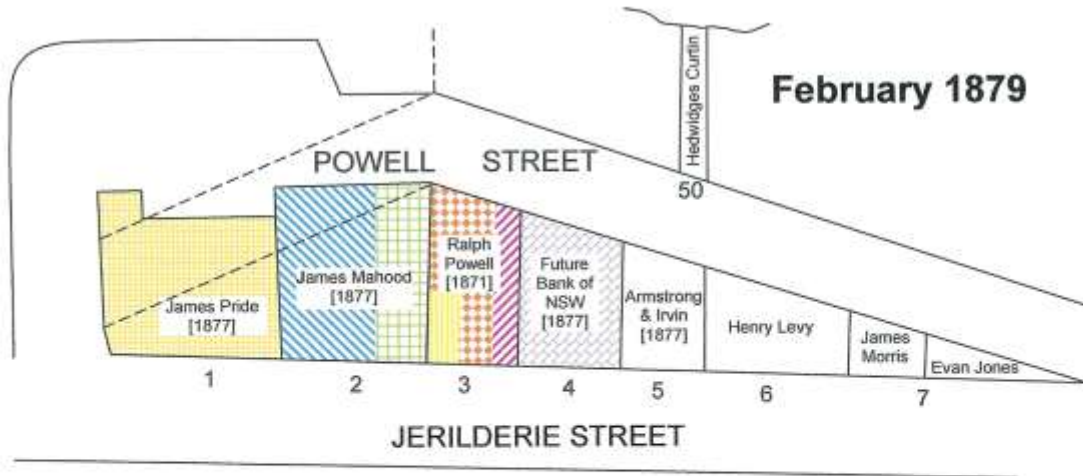 Hedwidges Curtin
February 1879
POWELL STREET
50
James Pride
[1877]
James Mahood
[1877]
Ralph
Powell
[1871]
Future
Bank of
NSW
[1877]
Armstrong
& Irvin
[1877]
Henry Levy
James
Morris
Evan Jones
1
2
3
4
5
6
7
JERILDERIE STREET